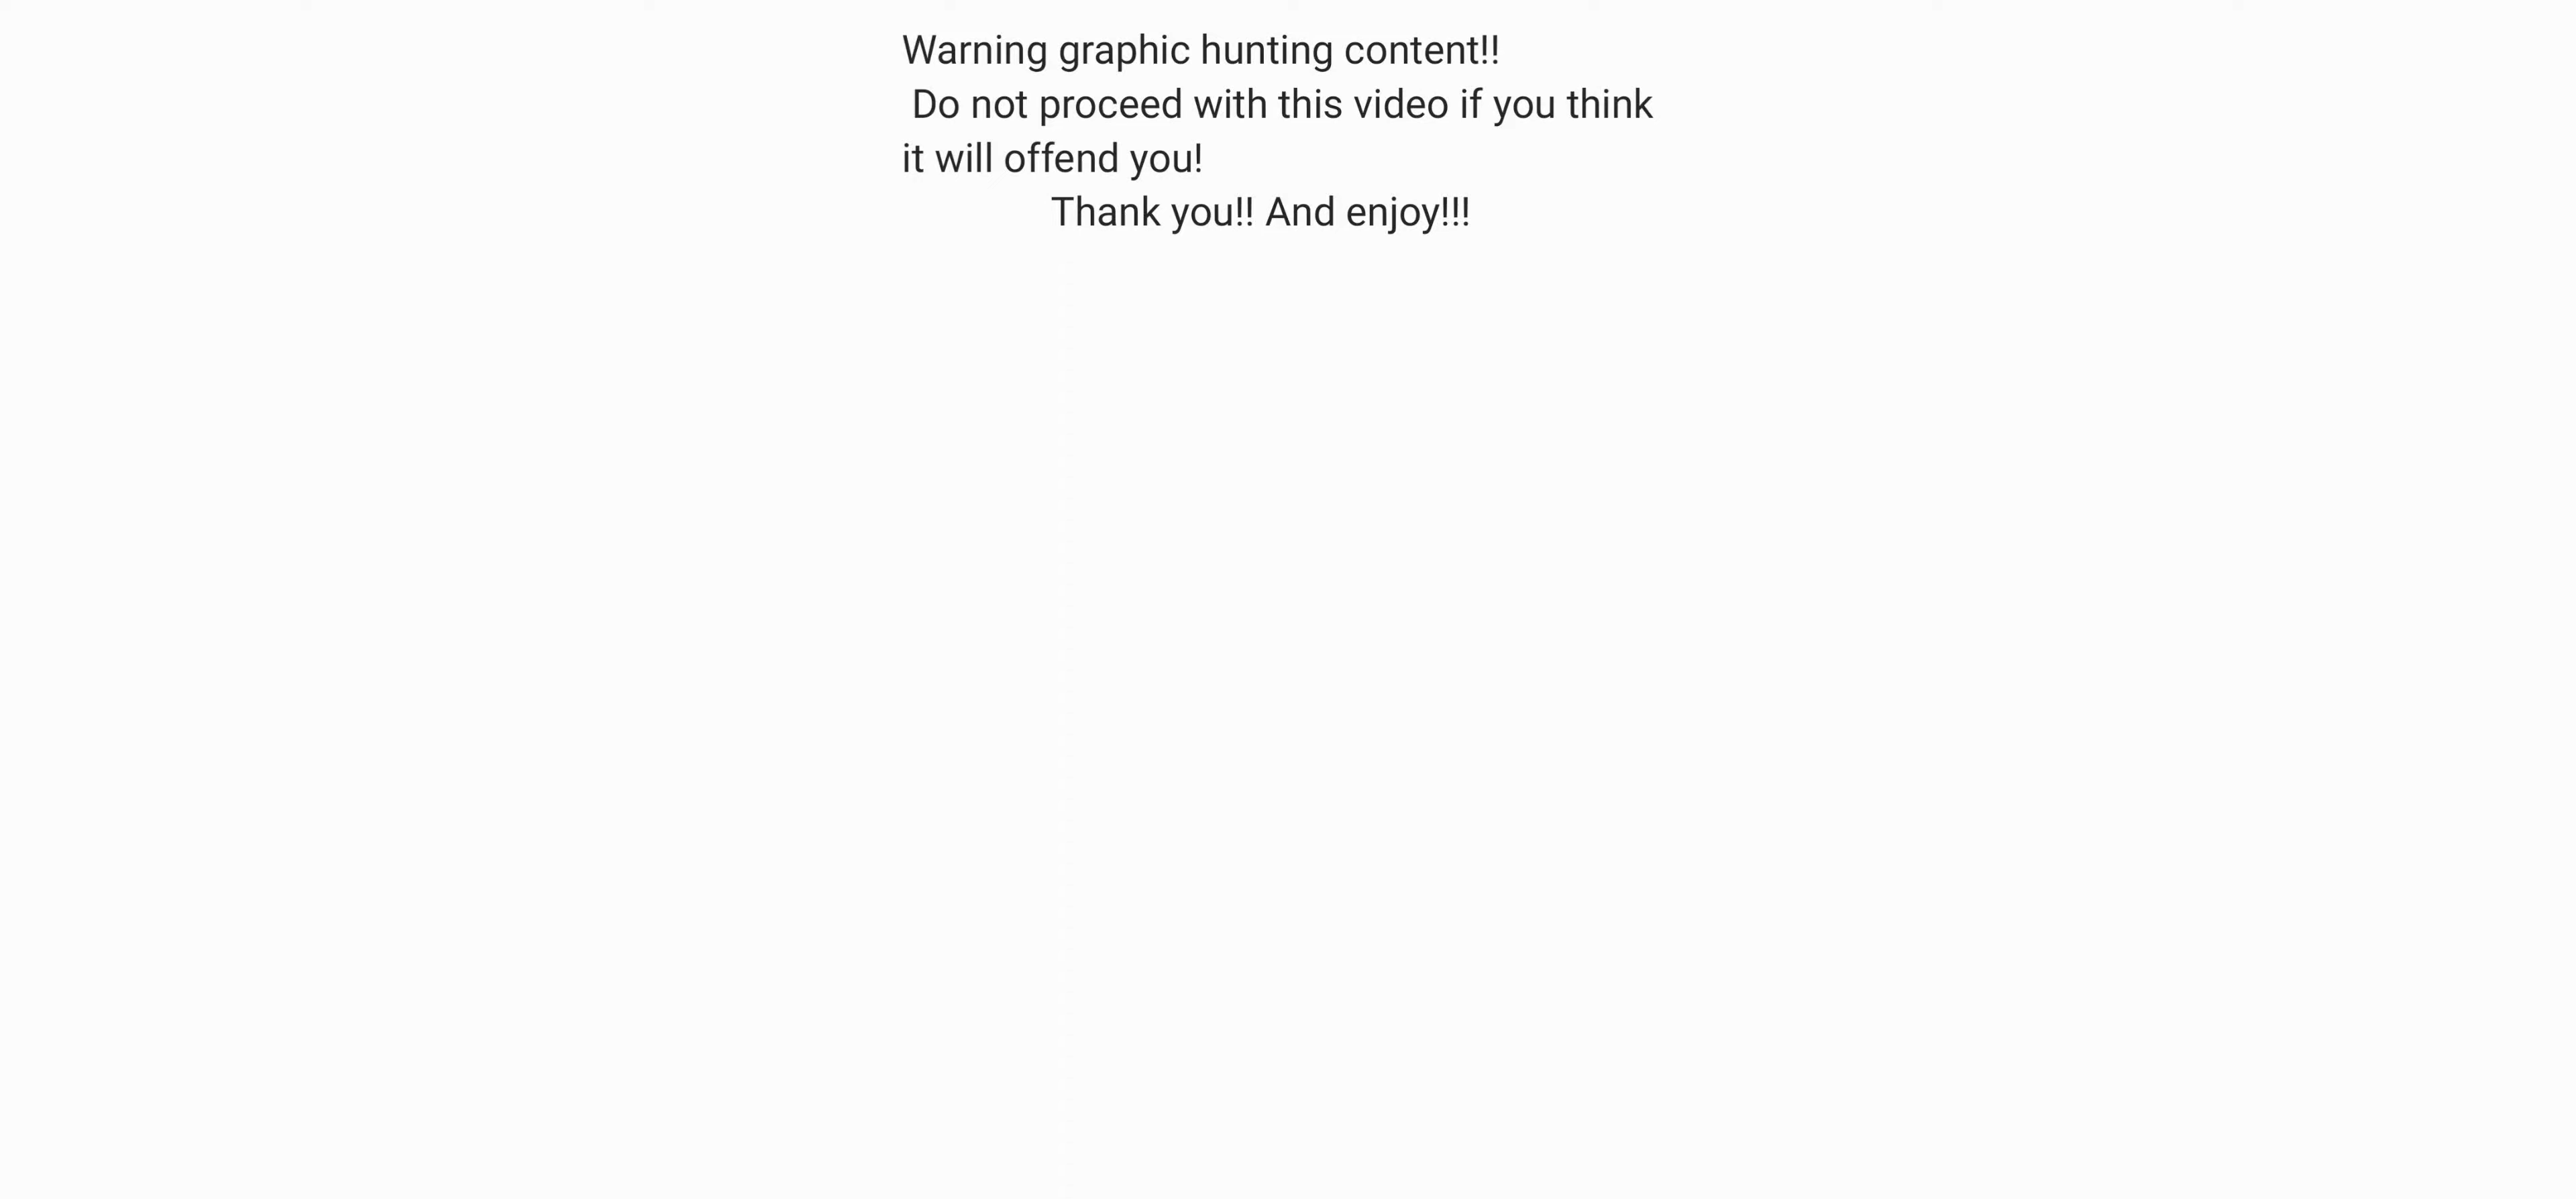 Warning graphic hunting content!!
Do not proceed with this video if you think
it will offend you!
Thank you!! And enjoy!!!